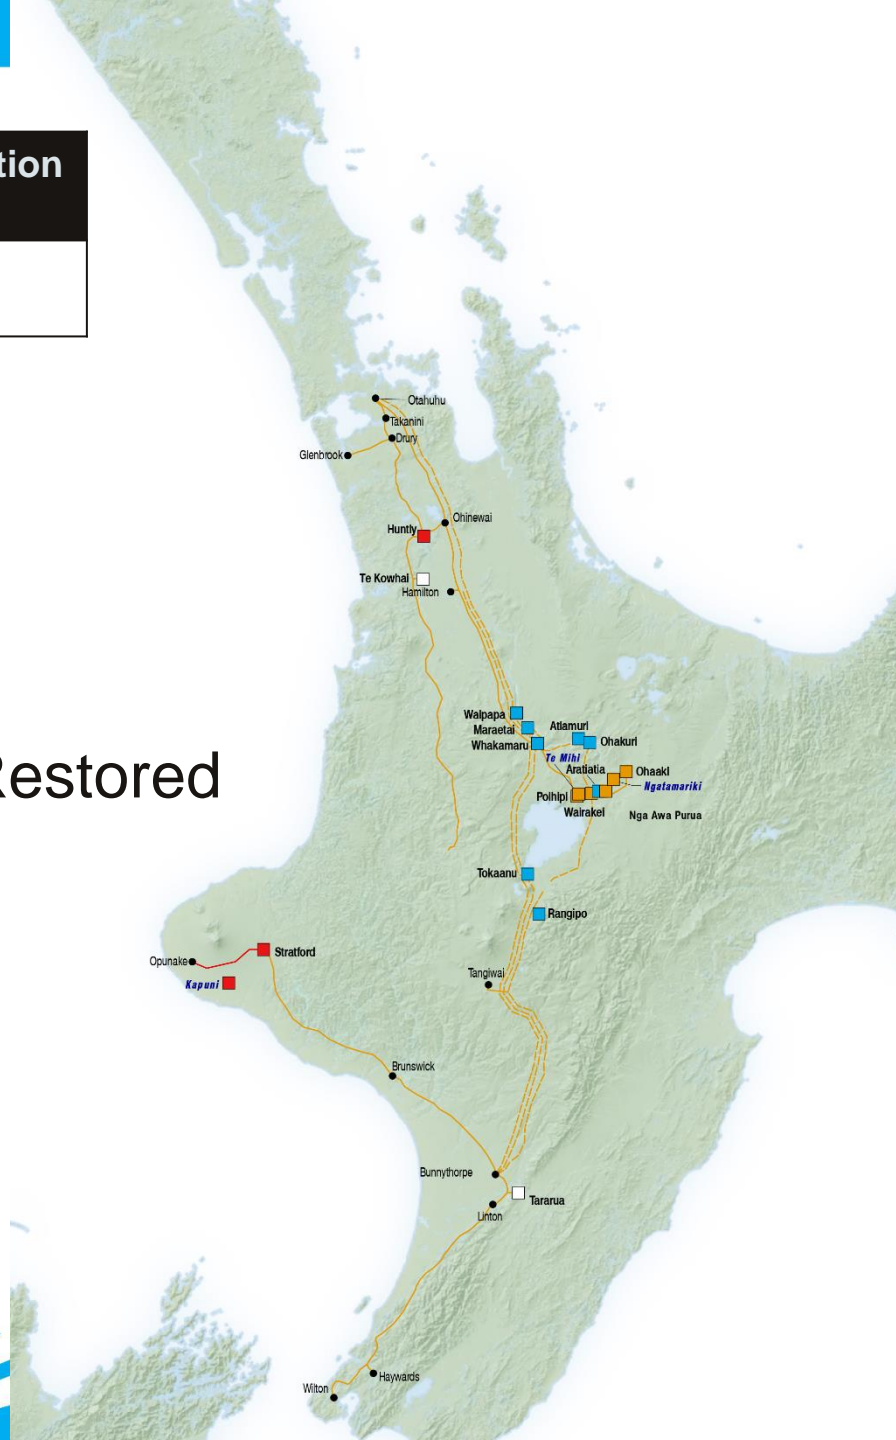 tion
Otahuhu
Takanini
Drury
Glenbrook
Ohinewai
Huntly
Te Kowhai
Hamilton
Waipapa
Maraetai
Atiamuri
Whakamaru
Ohakuri
Te Mihi
Aratiatia
Ohaaki
Ngatamariki
Poihipi
Wairakei
Nga Awa Purua
Restored
Tokaanu
Rangipo
Stratford
Opunake
Tangiwai
Kapuni
Brunswick
Bunnythorpe
Tararua
Linton
Haywards
Wilton